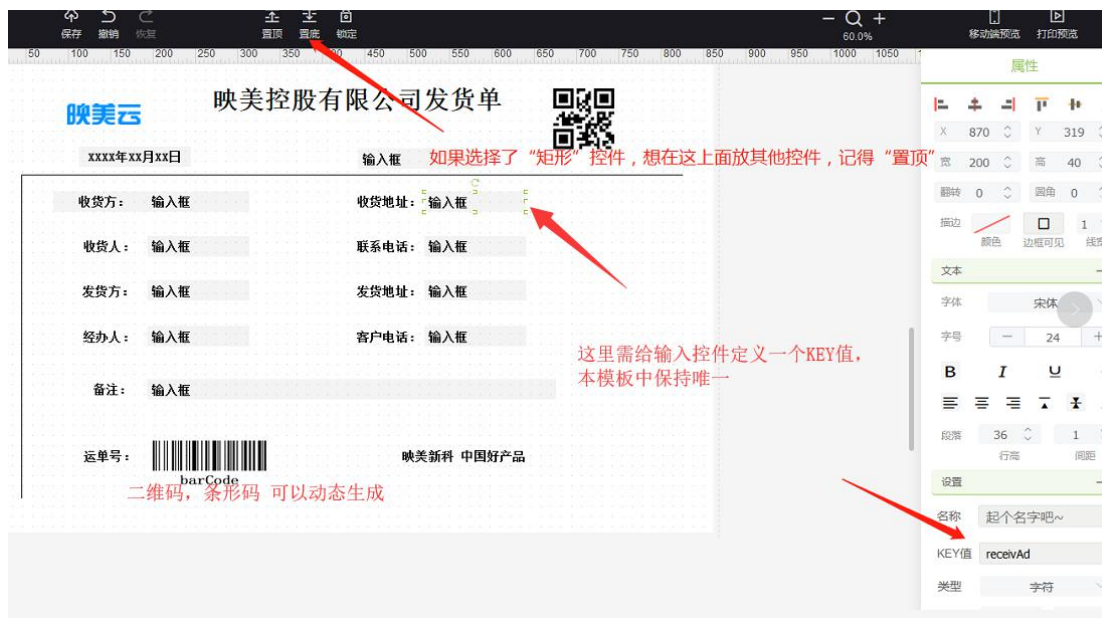 保存 撤销 恢复 置顶 置底 锁定 60.0% 移动端预览 打印预览
50 100 150 200 250 300 350 400 450 500 550 600 650 700 750 800 850 900 950 1000 1050
属性
映美云 映美控股有限公司发货单
xxxx年xx月xx日 输入框
如果选择了“矩形”控件，想在这上面放其他控件，记得“置顶”
收货方： 输入框 收货地址： 输入框
收货人： 输入框 联系电话： 输入框
发货方： 输入框 发货地址： 输入框
经办人： 输入框 客户电话： 输入框
这里需给输入控件定义一个KEY值，
本模板中保持唯一
备注： 输入框
运单号： 映美新科 中国好产品
barCode
二维码，条形码 可以动态生成
X 870 Y 319
宽 200 高 40
翻转 0 圆角 0
描边 1
颜色 边框可见
文本
字体 宋体
字号 — 24 +
B I U
段落 36 1
行高 间距
设置
名称 起个名字吧~
KEY值 receivAd
类型 字符